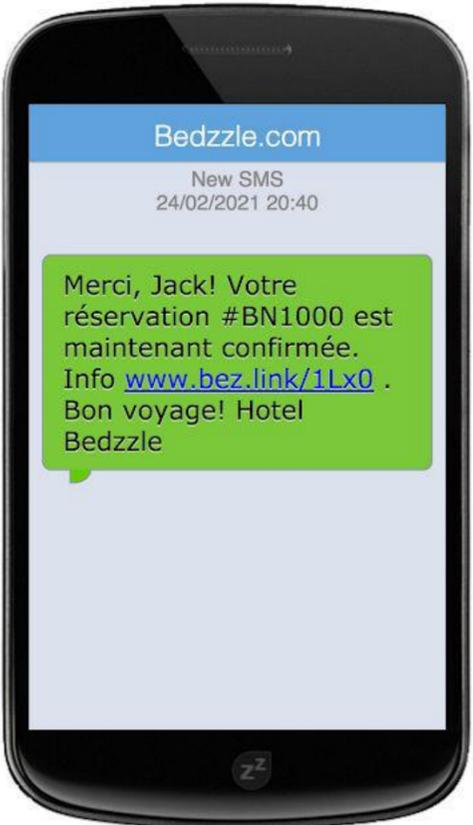 Bedzzle.com
New SMS
24/02/2021 20:40
Merci, Jack! Votre
réservation #BN1000 est
maintenant confirmée.
Info www.bez.link/1Lx0 .
Bon voyage! Hotel
Bedzzle
zz